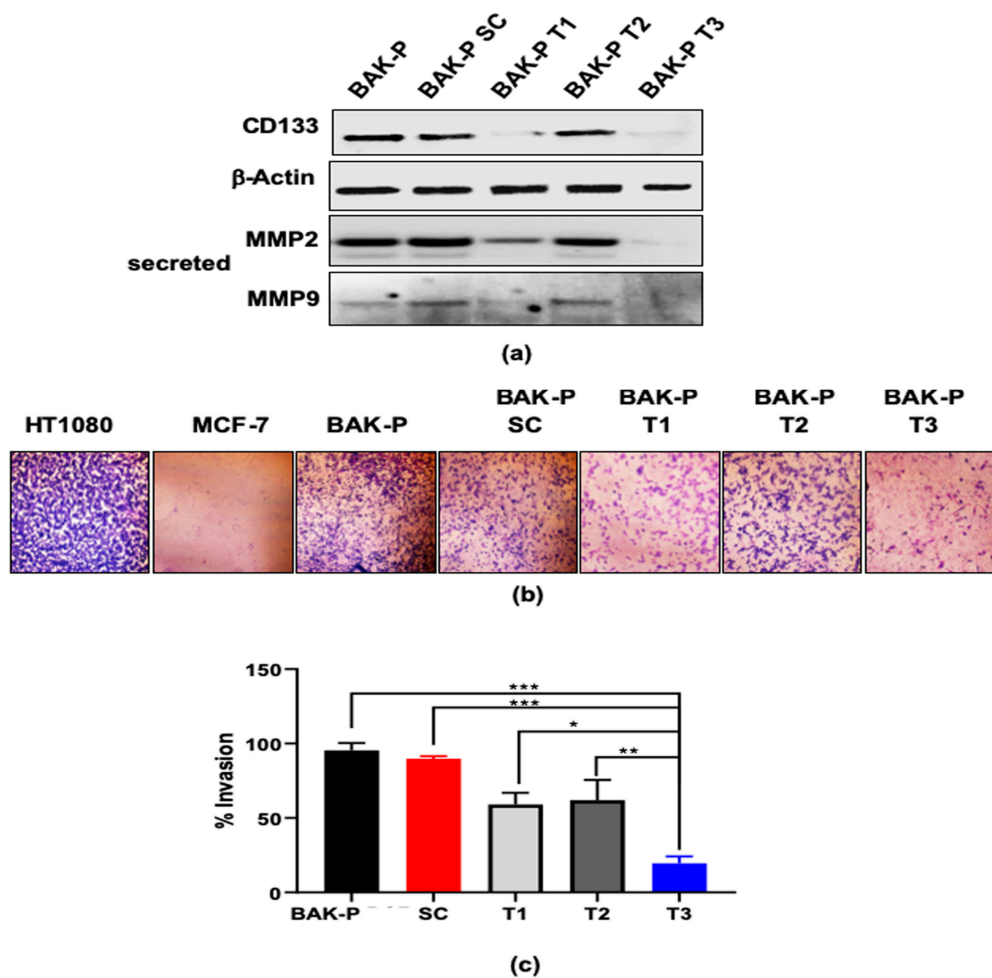 BAK-P
BAK-P SC
BAK-P T1
BAK-P T2
BAK-P T3
CD133
β-Actin
MMP2
secreted
MMP9
(a)
HT1080
MCF-7
BAK-P
BAK-P SC
BAK-P T1
BAK-P T2
BAK-P T3
(b)
150
***
***
*
**
100
% Invasion
50
0
BAK-P SC T1 T2 T3
(c)